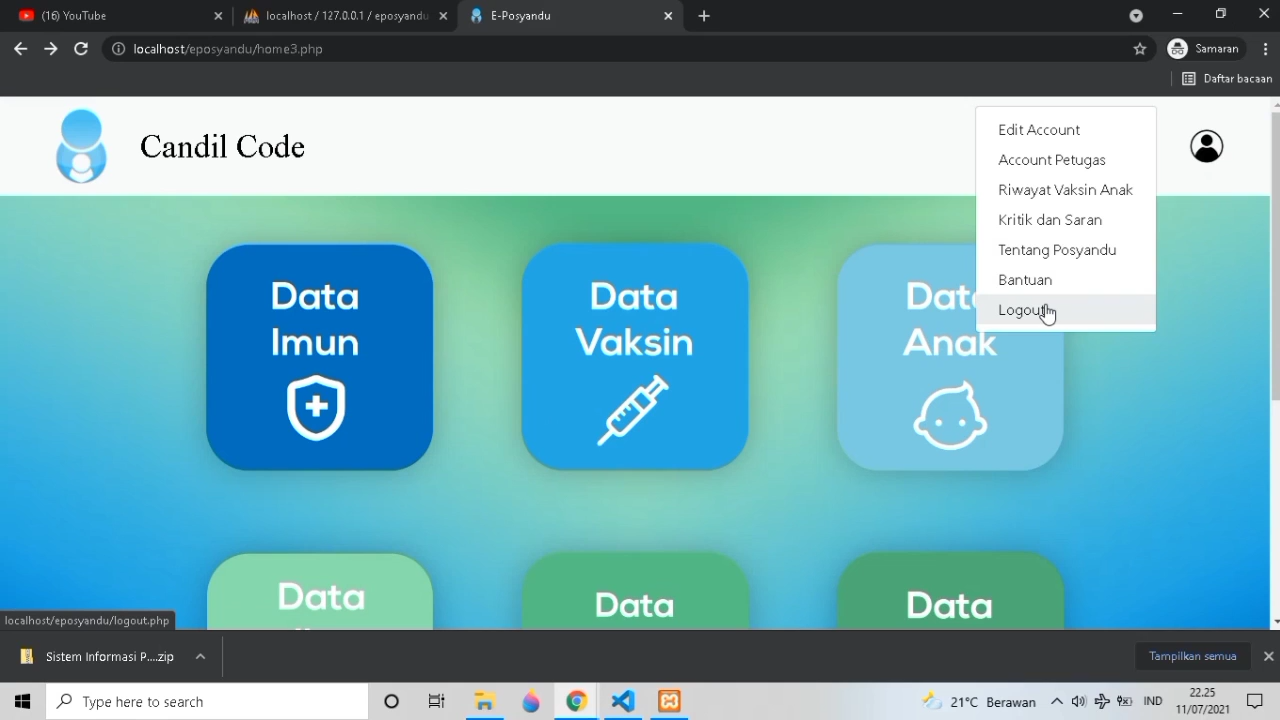 (16) YouTube
localhost / 127.0.0.1 / eposyandu
E-Posyandu
localhost/eposyandu/home3.php
Samaran
Daftar bacaan
Candil Code
Edit Account
Account Petugas
Riwayat Vaksin Anak
Kritik dan Saran
Tentang Posyandu
Bantuan
Logout
Data
Imun
Data
Vaksin
Data
Anak
Data
Data
Data
localhost/eposyandu/logout.php
Sistem Informasi P....zip
Tampilkan semua
Type here to search
21°C Berawan
IND
22.25
11/07/2021